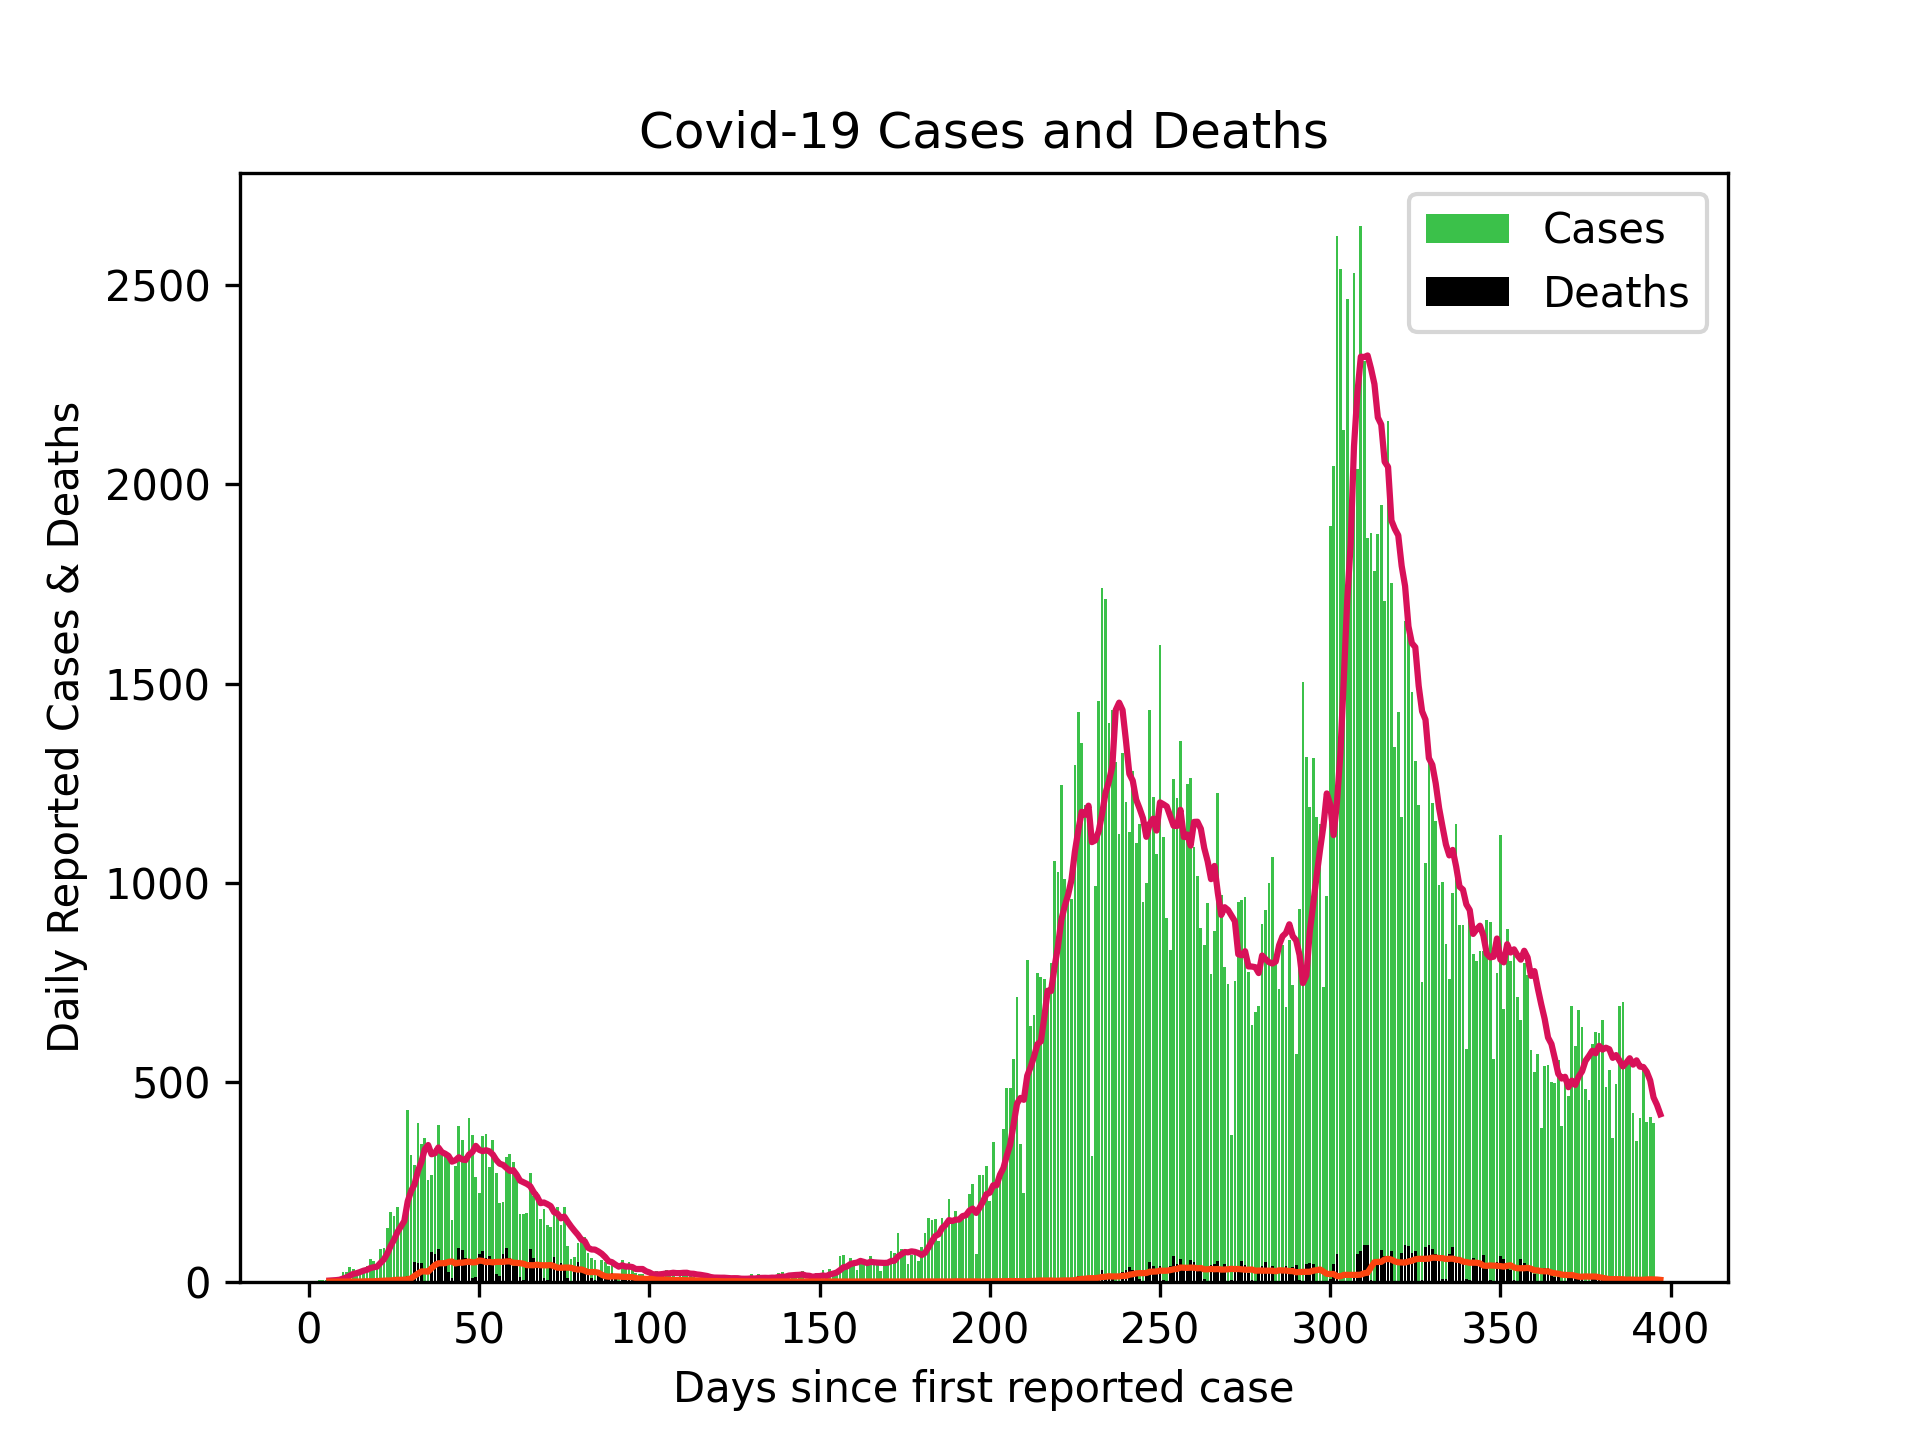 Covid-19 Cases and Deaths
Cases
Deaths
Daily Reported Cases & Deaths
2500
2000
1500
1000
500
0
0 50 100 150 200 250 300 350 400
Days since first reported case